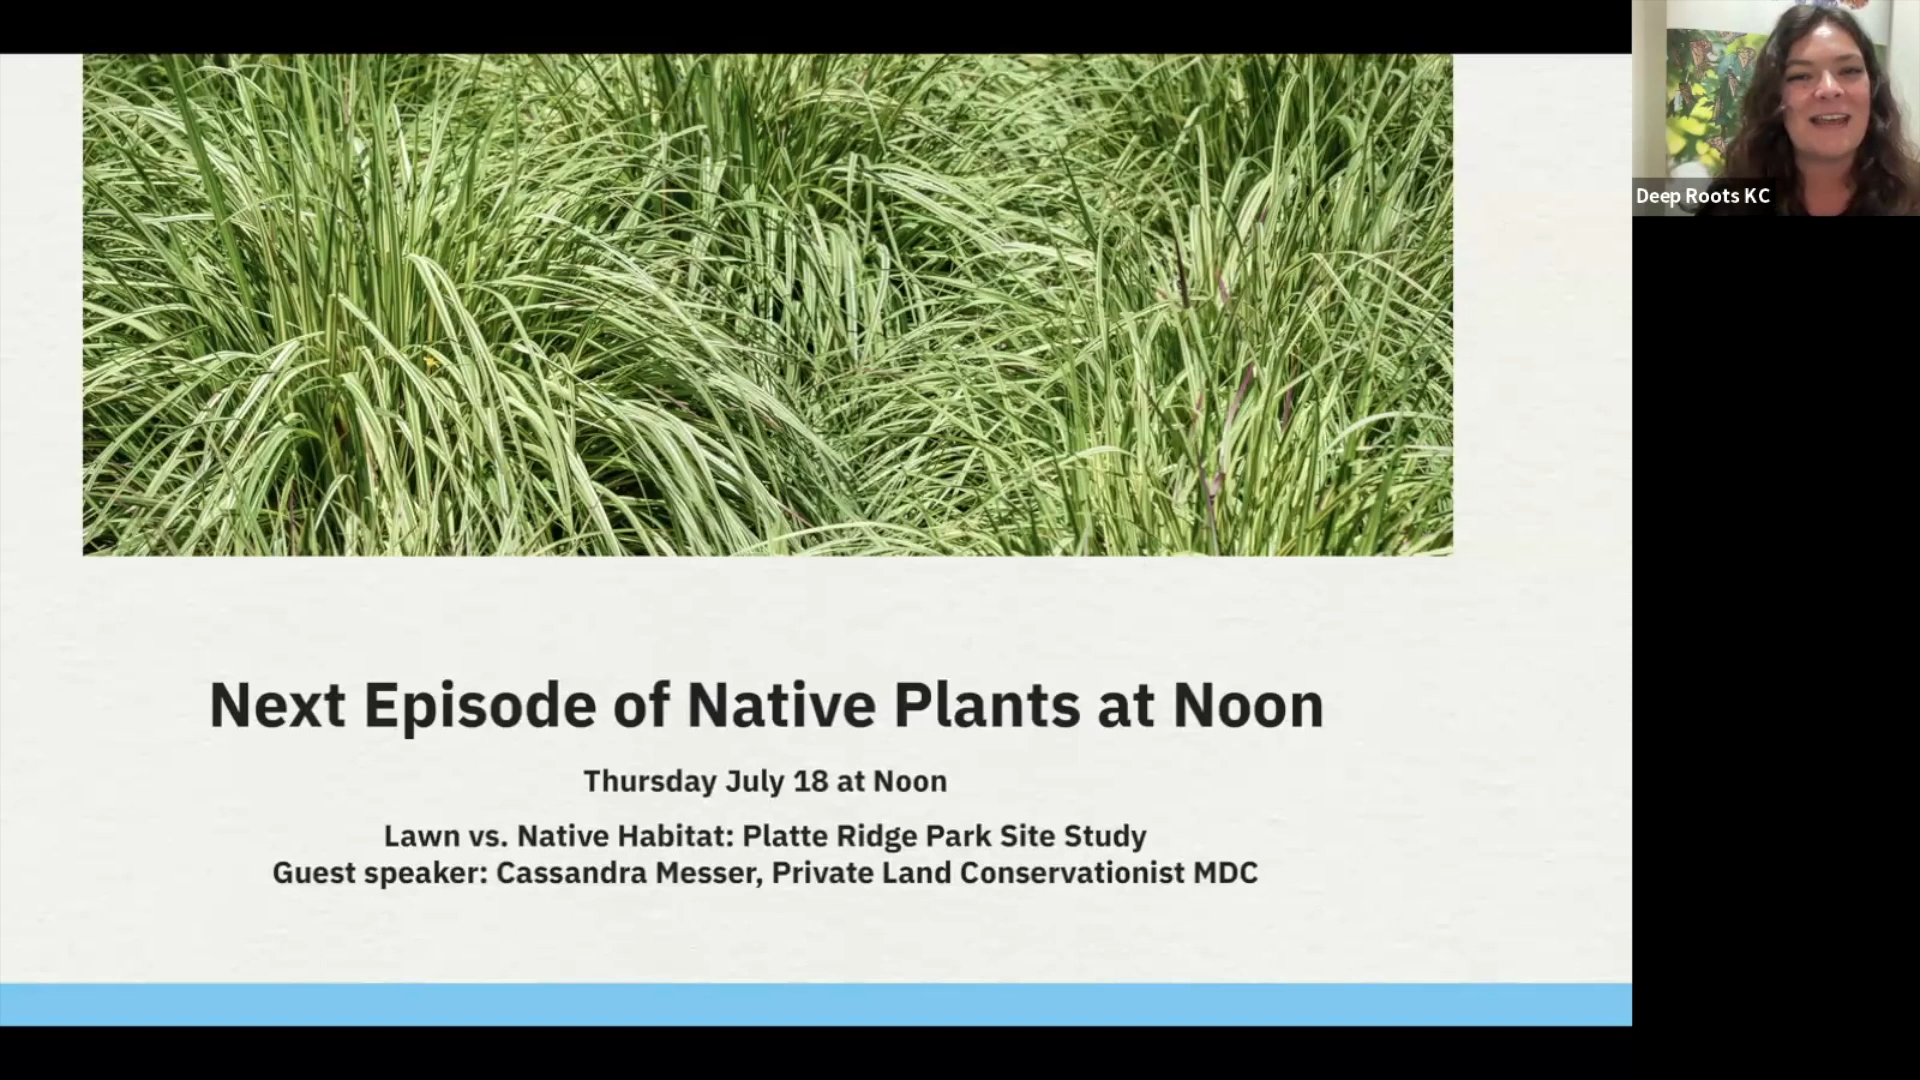 Deep Roots KC
Next Episode of Native Plants at Noon
Thursday July 18 at Noon
Lawn vs. Native Habitat: Platte Ridge Park Site Study
Guest speaker: Cassandra Messer, Private Land Conservationist MDC